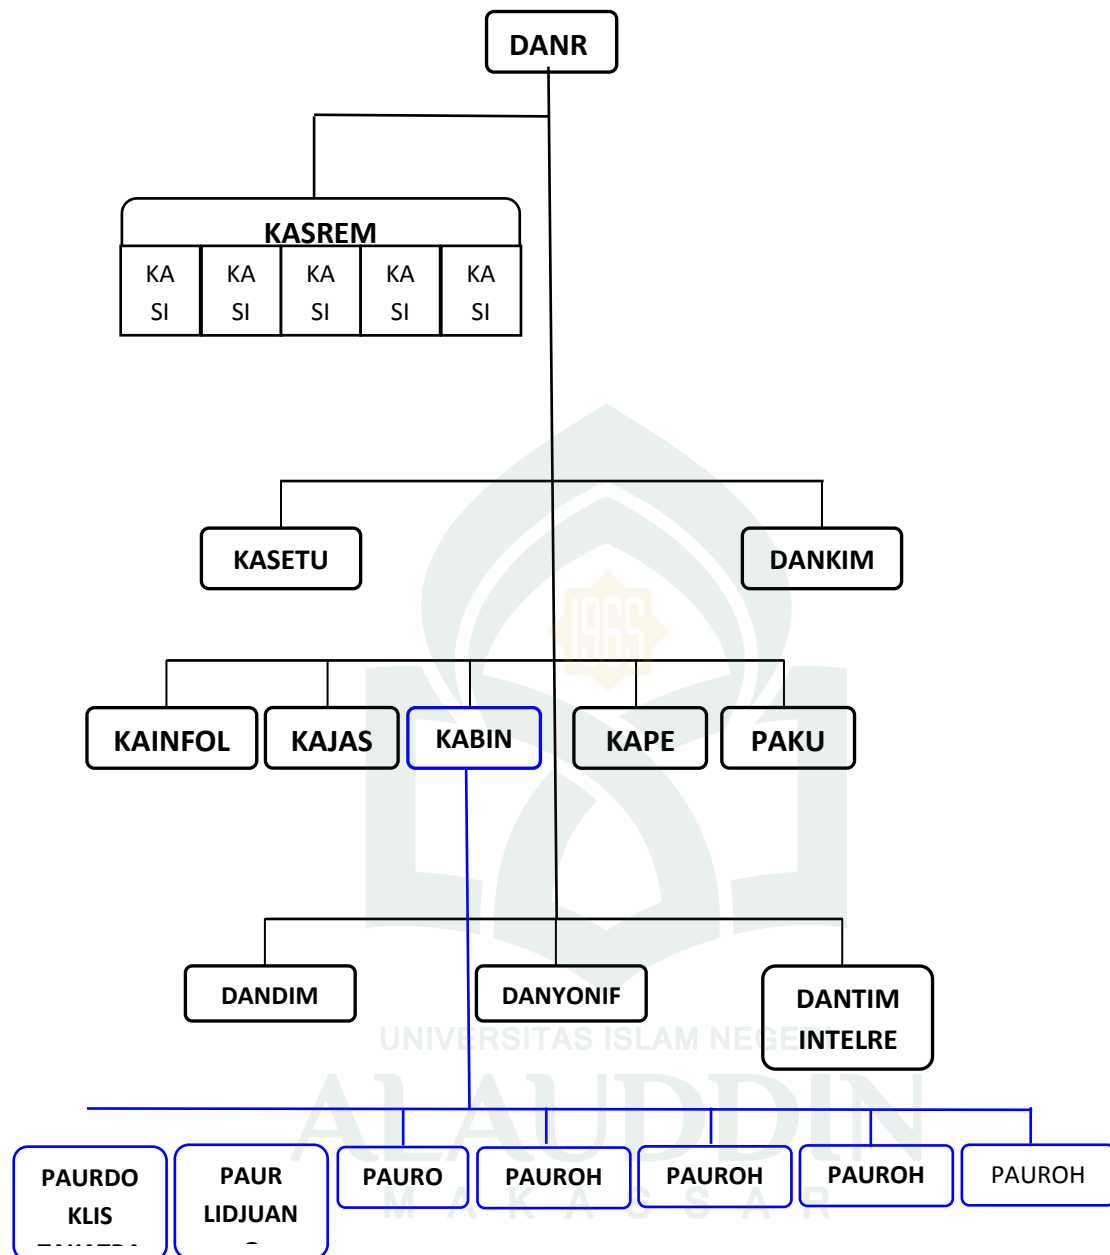 DANR
KASREM
KA KA KA KA KA
SI SI SI SI SI
KASETU DANKIM
1965
KAINFOL KAJAS KABIN KAPE PAKU
DANDIM DANYONIF DANTIM
INTELRE
UNIVERSITAS ISLAM NEGERI
ALAUDDIN
MAKASSAR
PAURDO
KLIS
PAUR
LIDJUAN
PAURO PAUROH PAUROH PAUROH PAUROH